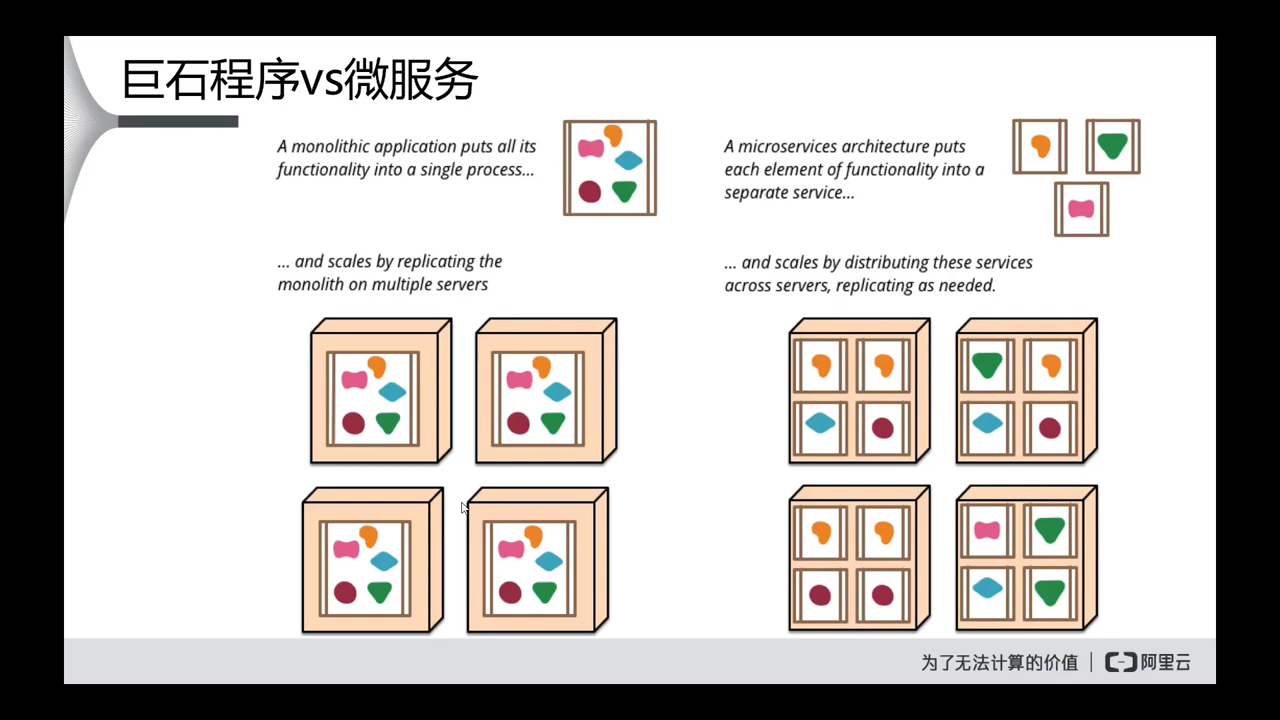 巨石程序vs微服务
A monolithic application puts all its
functionality into a single process...
... and scales by replicating the
monolith on multiple servers
A microservices architecture puts
each element of functionality into a
separate service...
... and scales by distributing these services
across servers, replicating as needed.
为了无法计算的价值 | 阿里云